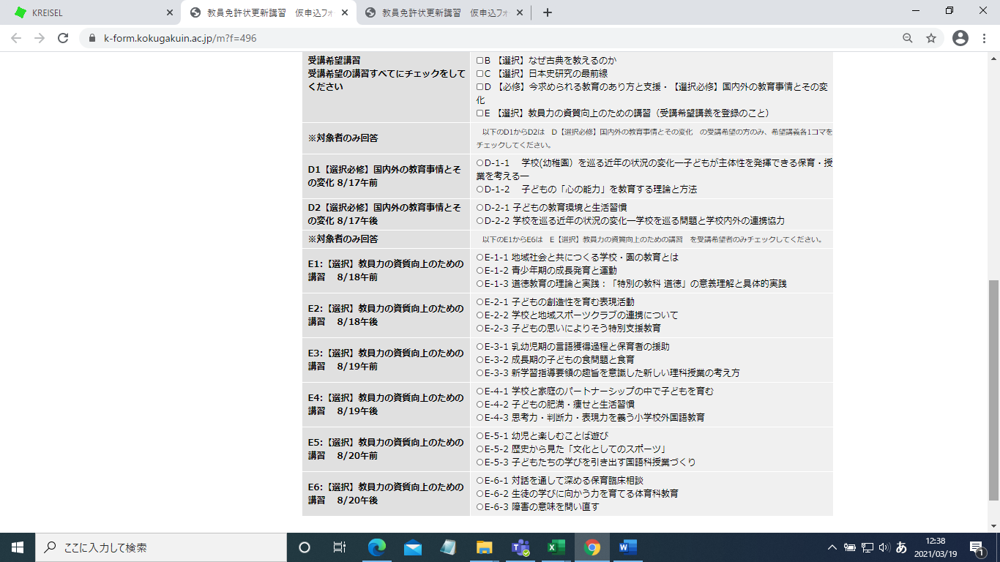 KREISEL
教員免許状更新講習　仮申込フォ
教員免許状更新講習　仮申込フォ
k-form.kokugakuin.ac.jp/m?f=496
受講希望講習
受講希望の講習すべてにチェックをして
ください
B 【選択】なぜ古典を教えるのか
C 【選択】日本史研究の最前線
D 【必修】今求められる教育のあり方と支援・【選択必修】国内外の教育事情とその変
化
E 【選択】教員力の資質向上のための講習（受講希望講義を登録のこと）
※対象者のみ回答
以下のD1からD2は　D【選択必修】国内外の教育事情とその変化　の受講希望の方のみ、希望講義各1コマを
チェックしてください。
D1【選択必修】国内外の教育事情とそ
の変化 8/17午前
D-1-1　学校(幼稚園）を巡る近年の状況の変化―子どもが主体性を発揮できる保育・授
業を考える―
D-1-2　子どもの「心の能力」を教育する理論と方法
D2【選択必修】国内外の教育事情とそ
の変化 8/17午後
D-2-1 子どもの教育環境と生活習慣
D-2-2 学校を巡る近年の状況の変化―学校を巡る問題と学校内外の連携協力
※対象者のみ回答
以下のE1からE6は　E【選択】教員力の資質向上のための講習　を受講希望者のみチェックしてください。
E1:【選択】教員力の資質向上のための
講習　8/18午前
E-1-1 地域社会と共につくる学校・園の教育とは
E-1-2 青少年期の成長発育と運動
E-1-3 道徳教育の理論と実践：「特別の教科 道徳」の意義理解と具体的実践
E2:【選択】教員力の資質向上のための
講習　8/18午後
E-2-1 子どもの創造性を育む表現活動
E-2-2 学校と地域スポーツクラブの連携について
E-2-3 子どもの思いによりそう特別支援教育
E3:【選択】教員力の資質向上のための
講習　8/19午前
E-3-1 乳幼児期の言語獲得過程と保育者の援助
E-3-2 成長期の子どもの食問題と食育
E-3-3 新学習指導要領の趣旨を意識した新しい理科授業の考え方
E4:【選択】教員力の資質向上のための
講習　8/19午後
E-4-1 学校と家庭のパートナーシップの中で子どもを育む
E-4-2 子どもの肥満・痩せと生活習慣
E-4-3 思考力・判断力・表現力を養う小学校外国語教育
E5:【選択】教員力の資質向上のための
講習　8/20午前
E-5-1 幼児と楽しむことば遊び
E-5-2 歴史から見た「文化としてのスポーツ」
E-5-3 子どもたちの学びを引き出す国語科授業づくり
E6:【選択】教員力の資質向上のための
講習　8/20午後
E-6-1 対話を通して深める保育臨床相談
E-6-2 生徒の学びに向かう力を育てる体育科教育
E-6-3 障害の意味を問い直す
ここに入力して検索
あ
12:38
2021/03/19
1